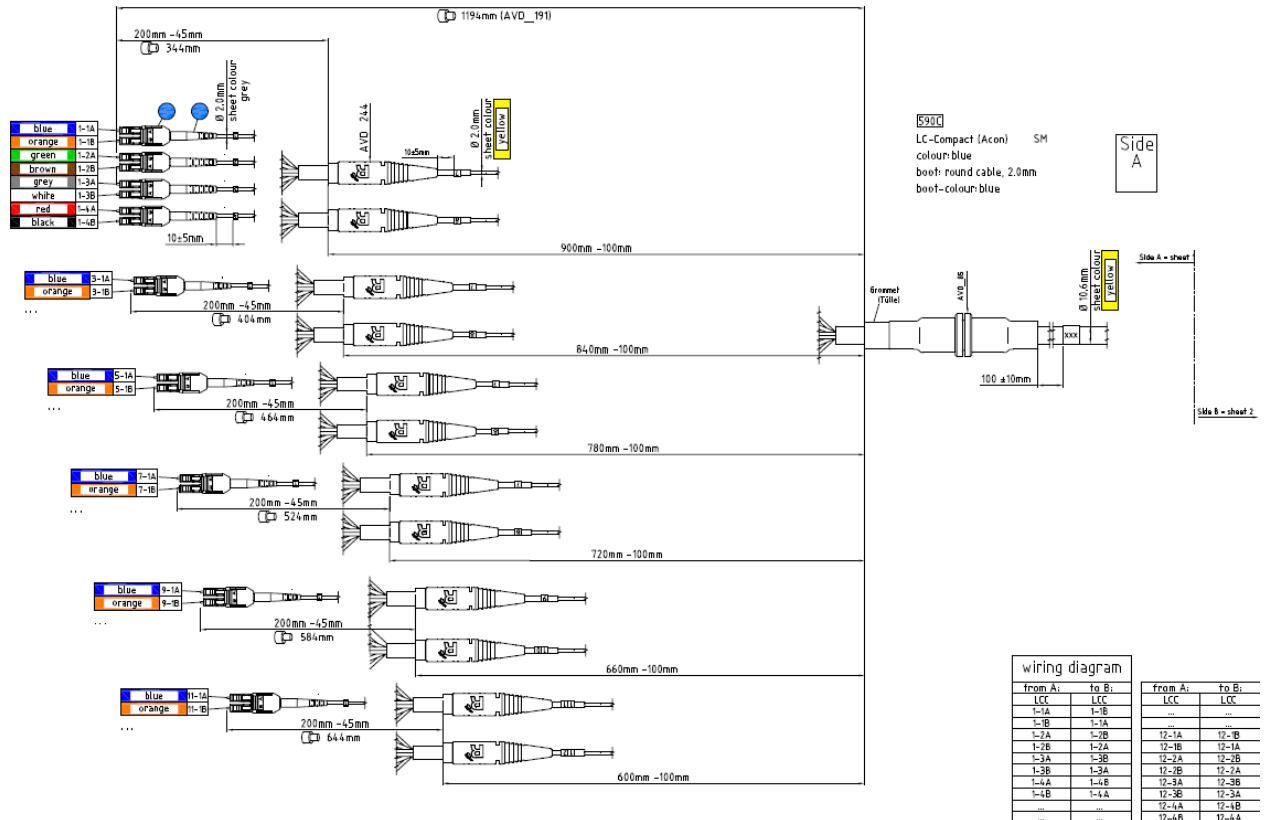 1194mm (AVD_191)
200mm -45mm
344mm
Ø 2.0mm
sheet colour
grey
AVD 244
10±5mm
Ø 2.0mm
sheet colour
yellow
blue 1-1A
orange 1-1B
green 1-2A
brown 1-2B
grey 1-3A
white 1-3B
red 1-4A
black 1-4B
10±5mm
900mm -100mm
590C
LC-Compact (Acon) SM
colour: blue
boot: round cable, 2.0mm
boot-colour: blue
Side
A
blue 3-1A
orange 3-1B
...
200mm -45mm
404mm
840mm -100mm
Grommet
(Tülle)
AVD_85
xxx
Ø 10,6mm
sheet colour
yellow
100 ±10mm
Side A = sheet 1
Side B = sheet 2
blue 5-1A
orange 5-1B
...
200mm -45mm
464mm
780mm -100mm
blue 7-1A
orange 7-1B
...
200mm -45mm
524mm
720mm -100mm
blue 9-1A
orange 9-1B
...
200mm -45mm
584mm
660mm -100mm
blue 11-1A
orange 11-1B
...
200mm -45mm
644mm
600mm -100mm
wiring diagram
from A: to B: from A: to B:
LCC LCC LCC LCC
1-1A 1-1B ... ...
1-1B 1-1A ... ...
1-2A 1-2B 12-1A 12-1B
1-2B 1-2A 12-1B 12-1A
1-3A 1-3B 12-2A 12-2B
1-3B 1-3A 12-2B 12-2A
1-4A 1-4B 12-3A 12-3B
1-4B 1-4A 12-3B 12-3A
... ... 12-4A 12-4B
... ... 12-4B 12-4A